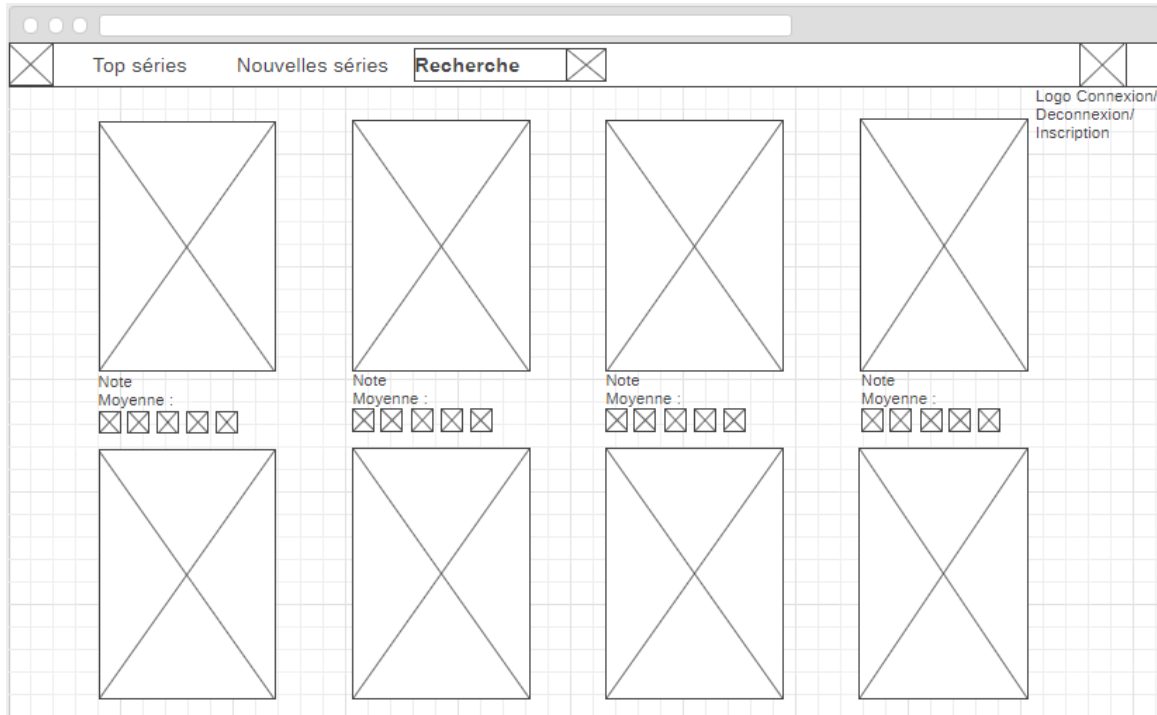 Top séries Nouvelles séries Recherche
Logo Connexion/
Deconnexion/
Inscription
Note
Moyenne :
Note
Moyenne :
Note
Moyenne :
Note
Moyenne :